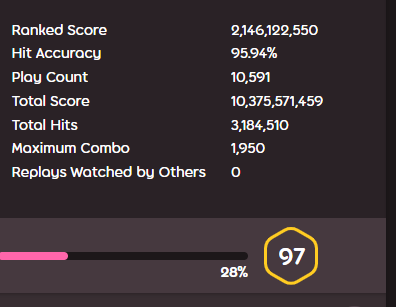 Ranked Score 2,146,122,550
Hit Accuracy 95.94%
Play Count 10,591
Total Score 10,375,571,459
Total Hits 3,184,510
Maximum Combo 1,950
Replays Watched by Others 0
97
28%